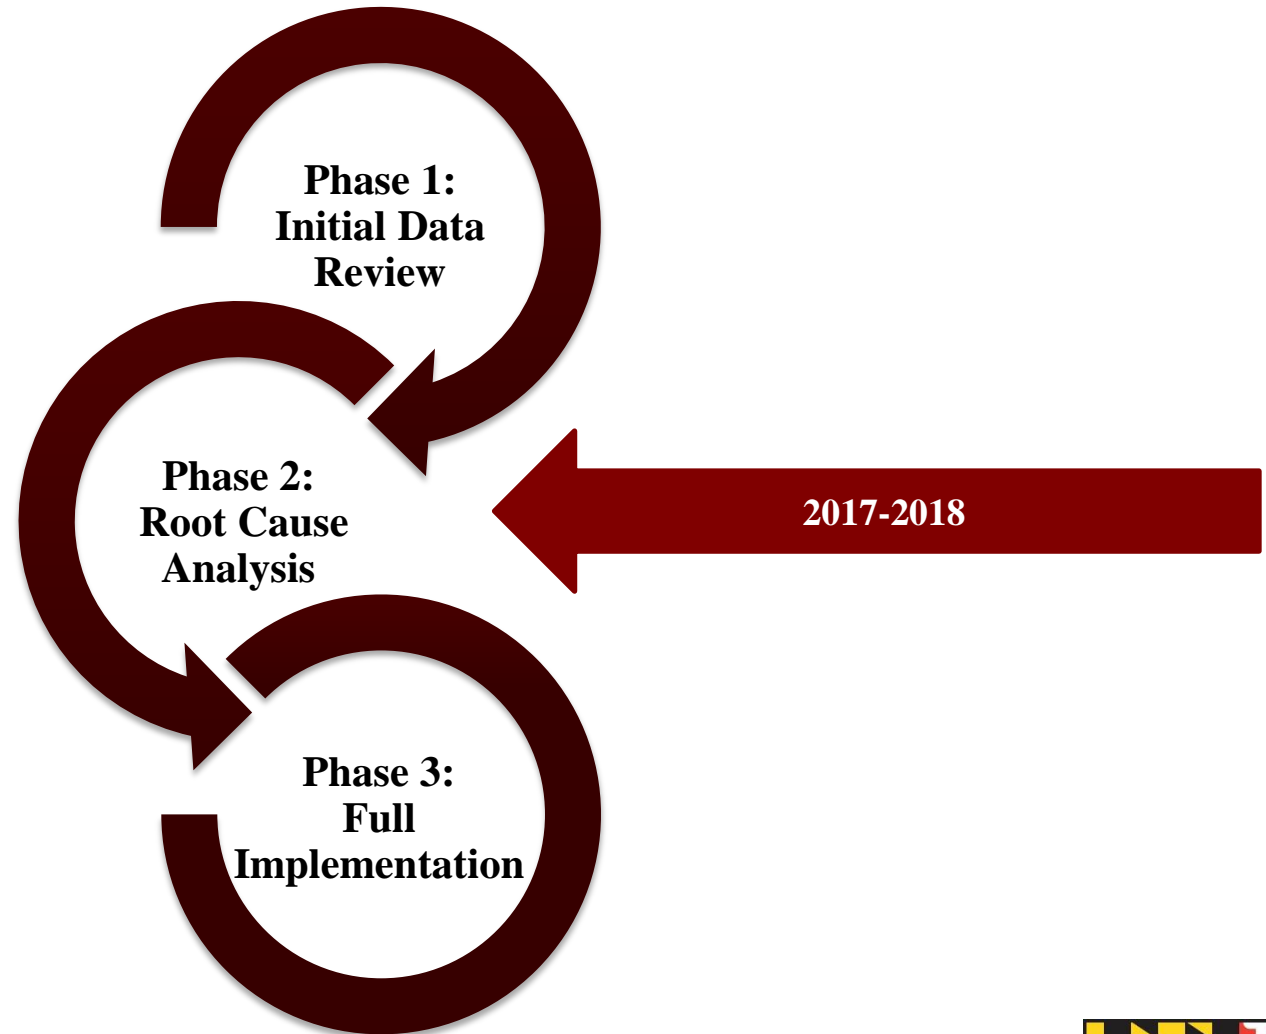 Phase 1:
Initial Data
Review
Phase 2:
Root Cause
Analysis
2017-2018
Phase 3:
Full
Implementation